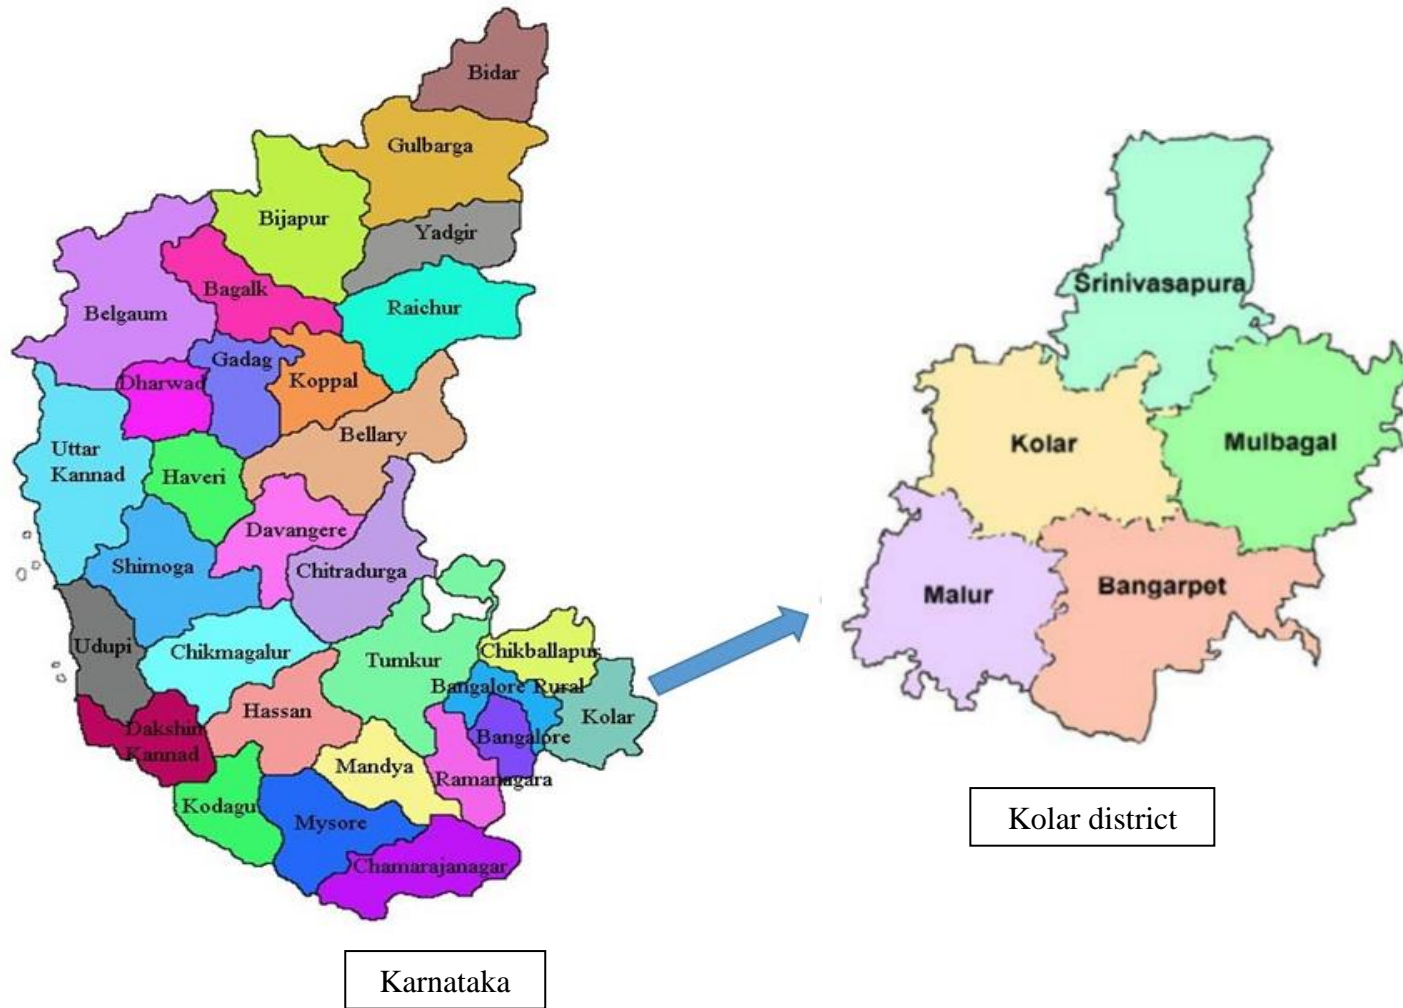 Bidar
Gulbarga
Bijapur
Yadgir
Bagalk
Raichur
Belgaum
Gadag
Koppal
Dharwad
Bellary
Uttar
Kannad
Haveri
Davangere
Shimoga
Chitradurga
Udupi
Chikmagalur
Tumkur
Chikballapur
Bangalore Rural
Hassan
Kolar
Dakshin
Kannad
Bangalore
Mandya
Ramanagara
Kodagu
Mysore
Chamarajanagar
Karnataka
Srinivasapura
Kolar
Mulbagal
Malur
Bangarpet
Kolar district